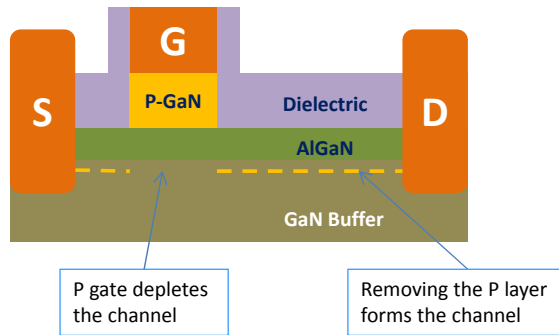 G
S
P-GaN
Dielectric
D
AlGaN
GaN Buffer
P gate depletes
the channel
Removing the P layer
forms the channel